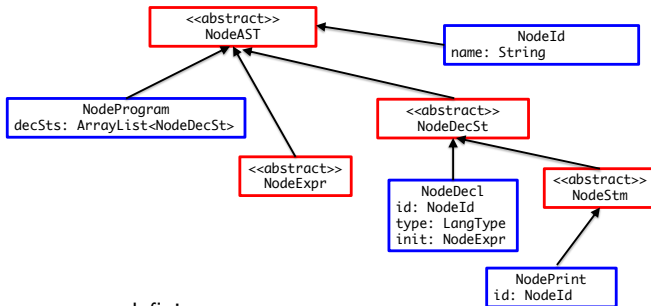 <<abstract>>
NodeAST
NodeId
name: String
NodeProgram
decSts: ArrayList<NodeDecSt>
<<abstract>>
NodeDecSt
<<abstract>>
NodeExpr
NodeDecl
id: NodeId
type: LangType
init: NodeExpr
<<abstract>>
NodeStm
NodePrint
id: NodeId